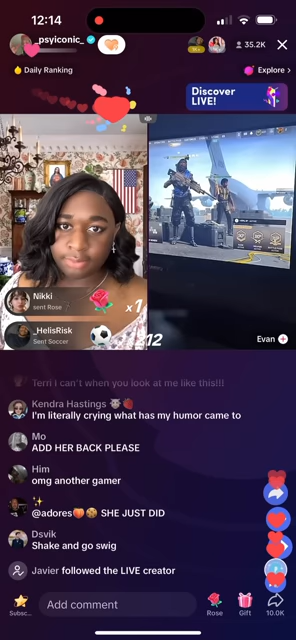 12:14
_psyiconic_
35.2K
Daily Ranking
Explore >
Discover
LIVE!
Nikki
sent Rose
x1
_HelisRisk
sent Soccer
12
Evan
Terri I can't when you look at me like this!!!
Kendra Hastings
I'm literally crying what has my humor come to
Mo
ADD HER BACK PLEASE
Him
omg another gamer
@adores🍑🍪 SHE JUST DID
Dsvik
Shake and go swig
Javier followed the LIVE creator
Subsc...
Add comment
Rose
Gift
10.0K